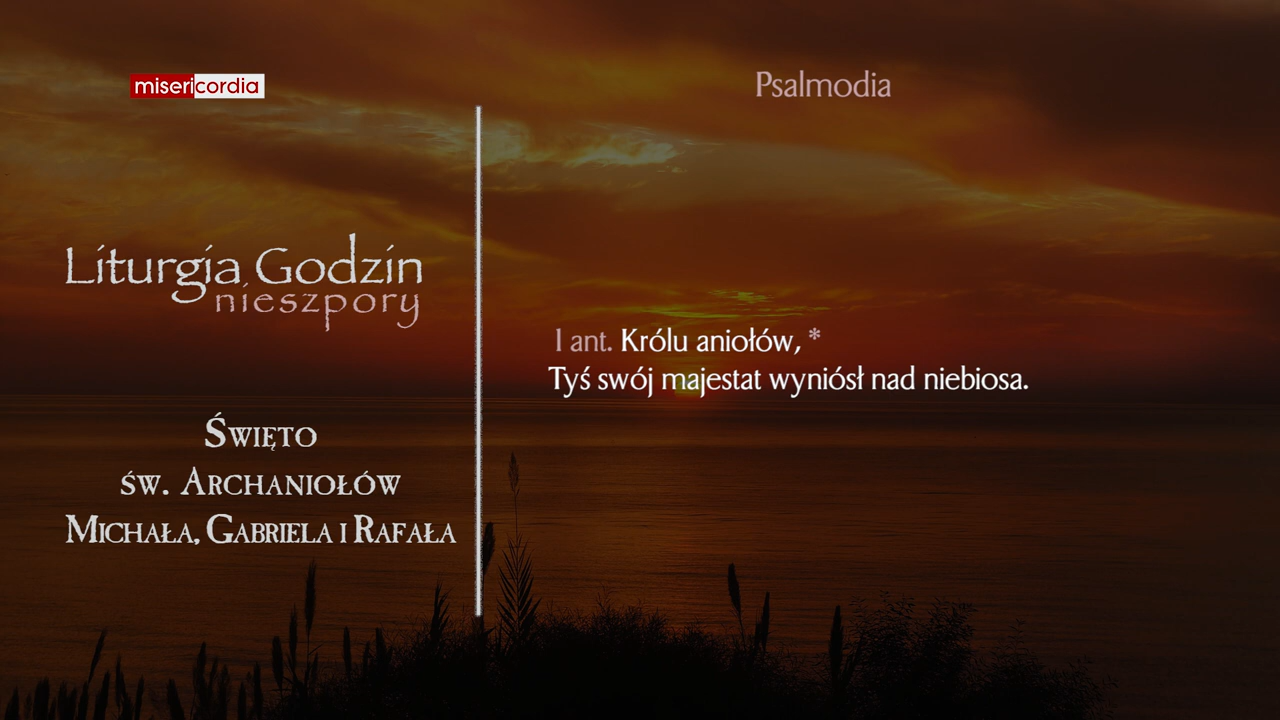 misericordia
Psalmodia
Liturgia Godzin
nieszpory
Święto
św. Archaniołów
Michała, Gabriela i Rafała
I ant. Królu aniołów, *
Tyś swój majestat wyniósł nad niebiosa.